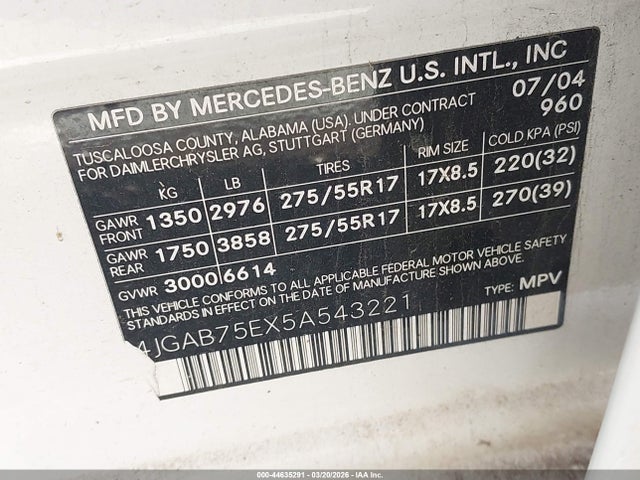 MFD BY MERCEDES-BENZ U.S. INTL., INC
TUSCALOOSA COUNTY, ALABAMA (USA). UNDER CONTRACT 07/04
FOR DAIMLERCHRYSLER AG, STUTTGART (GERMANY) 960
KG LB TIRES RIM SIZE COLD KPA (PSI)
GAWR FRONT 1350 2976 275/55R17 17X8.5 220(32)
GAWR REAR 1750 3858 275/55R17 17X8.5 270(39)
GVWR 3000 6614
THIS VEHICLE CONFORMS TO ALL APPLICABLE FEDERAL MOTOR VEHICLE SAFETY
STANDARDS IN EFFECT ON THE DATE OF MANUFACTURE SHOWN ABOVE.
TYPE: MPV
4JGAB75EX5A543221
000-44635291 - 03/20/2026 - IAA Inc.